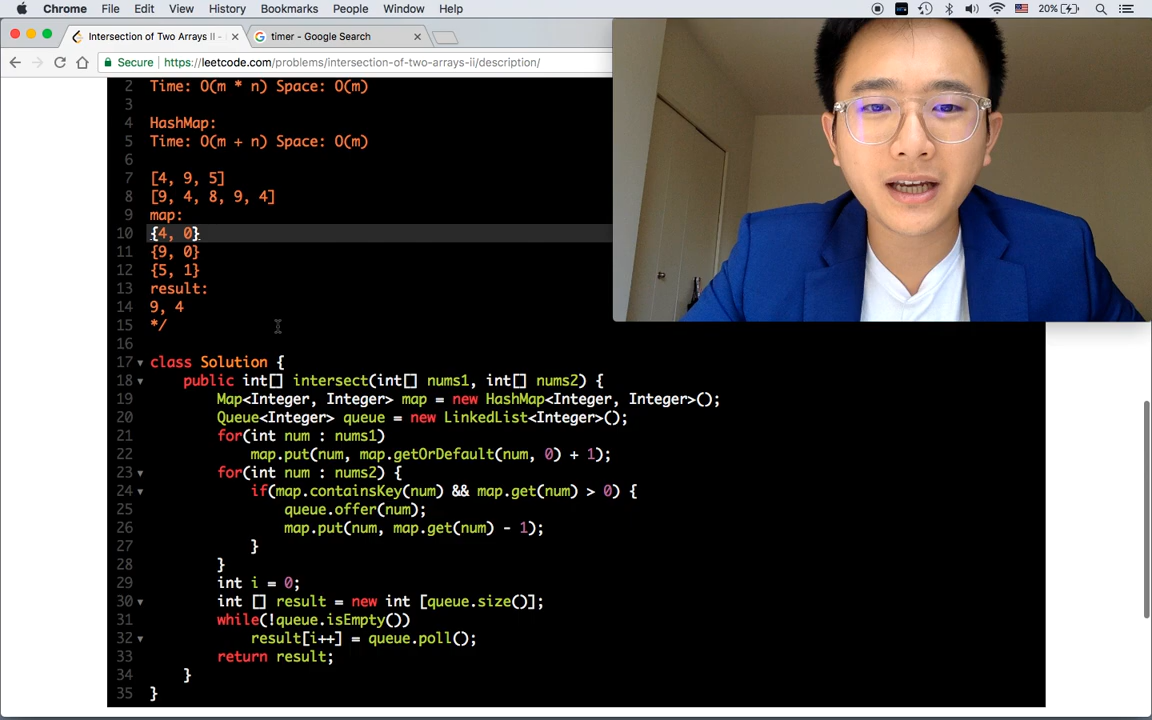 Chrome File Edit View History Bookmarks People Window Help 20%
Intersection of Two Arrays II - timer - Google Search
Secure https://leetcode.com/problems/intersection-of-two-arrays-ii/description/
2 Time: O(m * n) Space: O(m)
3
4 HashMap:
5 Time: O(m + n) Space: O(m)
6
7 [4, 9, 5]
8 [9, 4, 8, 9, 4]
9 map:
10 {4, 0}
11 {9, 0}
12 {5, 1}
13 result:
14 9, 4
15 */
16
17 class Solution {
18 public int[] intersect(int[] nums1, int[] nums2) {
19 Map<Integer, Integer> map = new HashMap<Integer, Integer>();
20 Queue<Integer> queue = new LinkedList<Integer>();
21 for(int num : nums1)
22 map.put(num, map.getOrDefault(num, 0) + 1);
23 for(int num : nums2) {
24 if(map.containsKey(num) && map.get(num) > 0) {
25 queue.offer(num);
26 map.put(num, map.get(num) - 1);
27 }
28 }
29 int i = 0;
30 int [] result = new int [queue.size()];
31 while(!queue.isEmpty())
32 result[i++] = queue.poll();
33 return result;
34 }
35 }